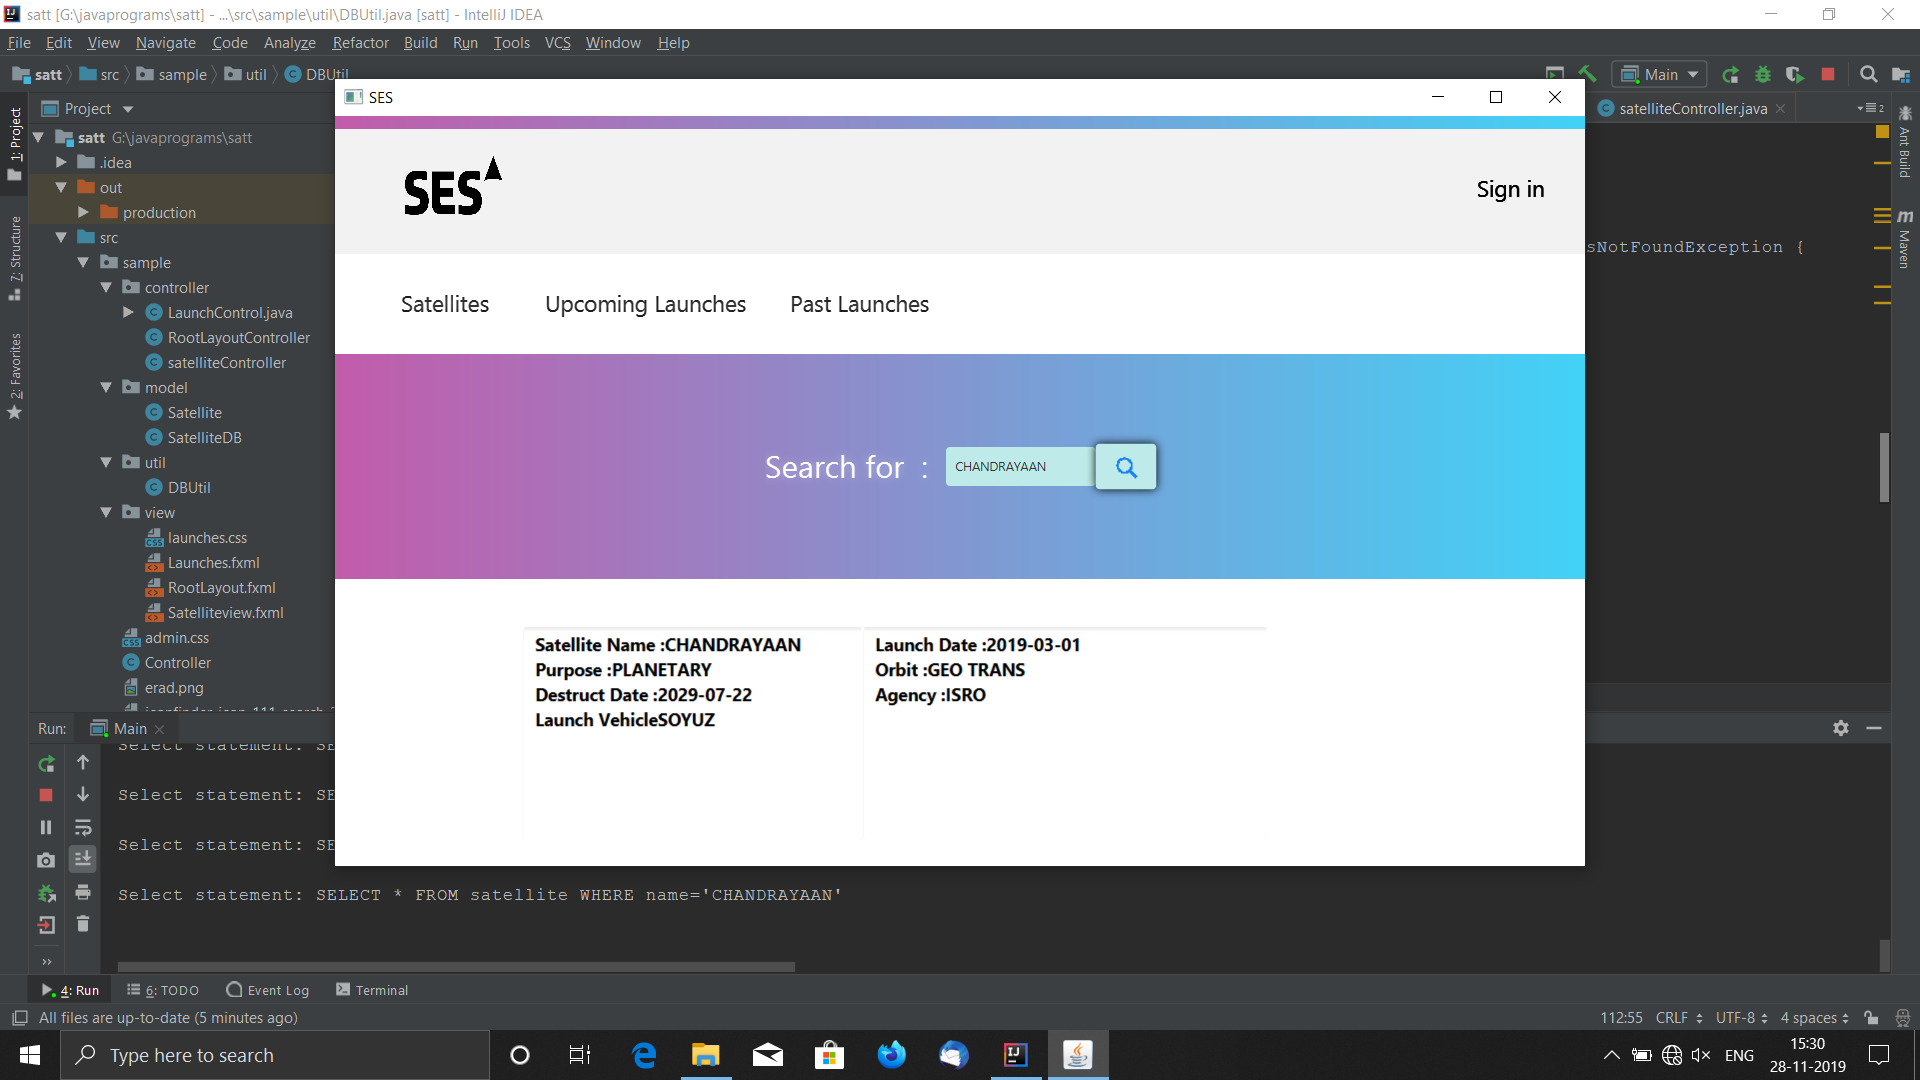 satt [G:\javaprograms\satt] - ...\src\sample\util\DBUtil.java [satt] - IntelliJ IDEA
File Edit View Navigate Code Analyze Refactor Build Run Tools VCS Window Help
satt src sample util DBUtil
Main
Project
satelliteController.java
2
SES
1: Project
7: Structure
2: Favorites
Ant Build
Maven
satt G:\javaprograms\satt
.idea
out
production
src
sample
controller
LaunchControl.java
RootLayoutController
satelliteController
model
Satellite
SatelliteDB
util
DBUtil
view
launches.css
Launches.fxml
RootLayout.fxml
Satelliteview.fxml
admin.css
Controller
erad.png
SES
Sign in
sNotFoundException {
Satellites Upcoming Launches Past Launches
Search for : CHANDRAYAAN
Satellite Name :CHANDRAYAAN
Purpose :PLANETARY
Destruct Date :2029-07-22
Launch VehicleSOYUZ
Launch Date :2019-03-01
Orbit :GEO TRANS
Agency :ISRO
Run: Main
Select statement: SE
Select statement: SE
Select statement: SE
Select statement: SELECT * FROM satellite WHERE name='CHANDRAYAAN'
4: Run 6: TODO Event Log Terminal
All files are up-to-date (5 minutes ago)
112:55 CRLF UTF-8 4 spaces
Type here to search
ENG
15:30
28-11-2019